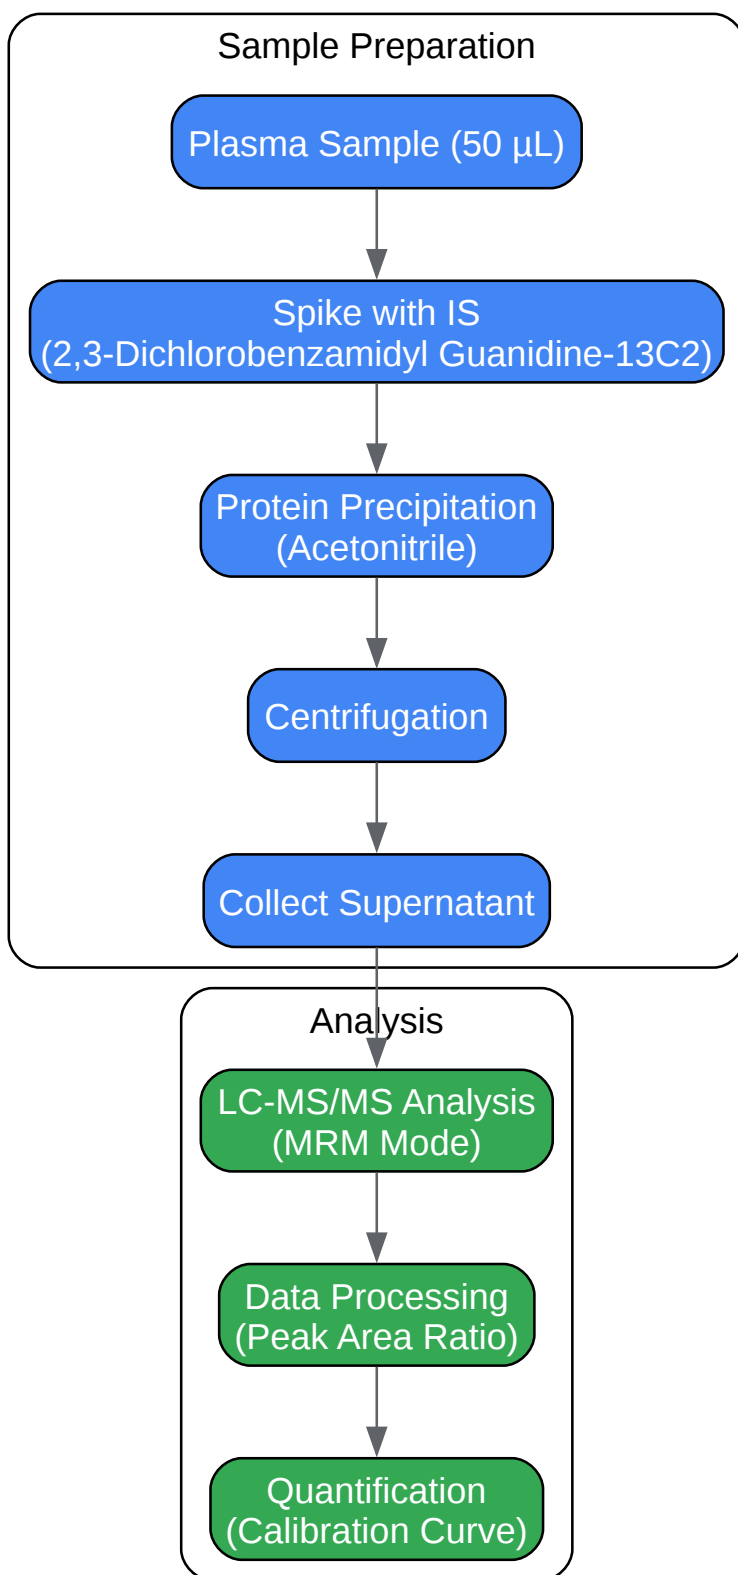 Sample Preparation
Plasma Sample (50 µL)
Spike with IS
(2,3-Dichlorobenzamidyl Guanidine-13C2)
Protein Precipitation
(Acetonitrile)
Centrifugation
Collect Supernatant
Analysis
LC-MS/MS Analysis
(MRM Mode)
Data Processing
(Peak Area Ratio)
Quantification
(Calibration Curve)